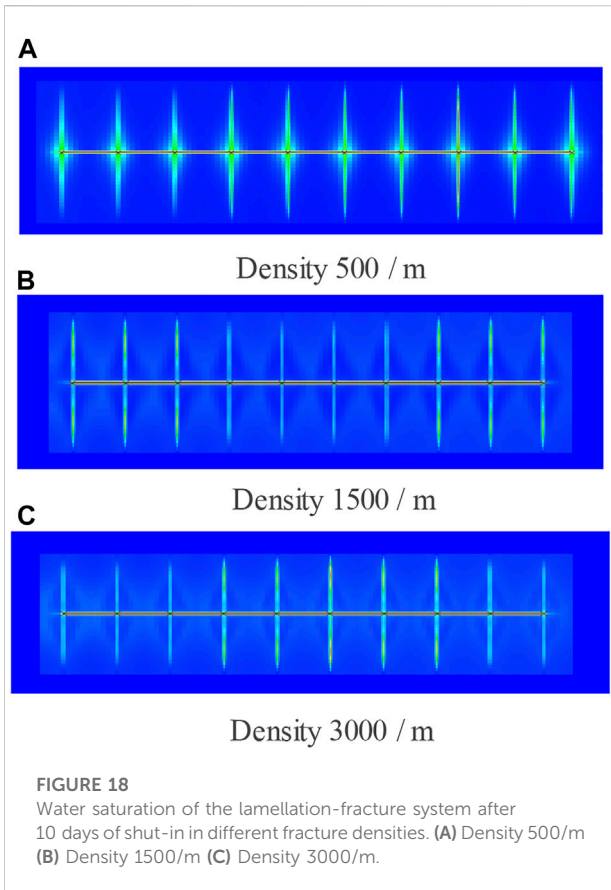 A
Density 500 / m
B
Density 1500 / m
C
Density 3000 / m
FIGURE 18
Water saturation of the lamellation-fracture system after
10 days of shut-in in different fracture densities. (A) Density 500/m
(B) Density 1500/m (C) Density 3000/m.